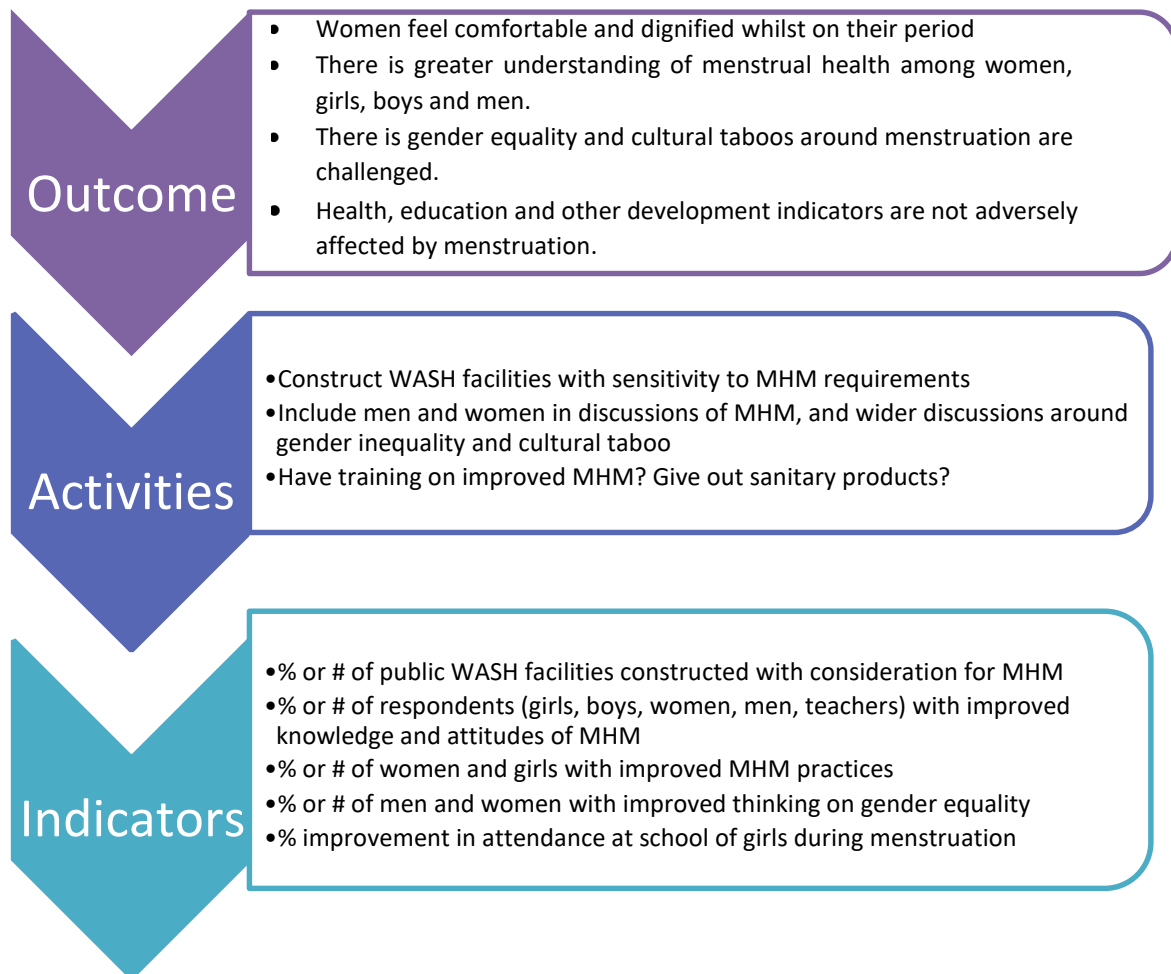 Outcome
• Women feel comfortable and dignified whilst on their period
• There is greater understanding of menstrual health among women,
girls, boys and men.
• There is gender equality and cultural taboos around menstruation are
challenged.
• Health, education and other development indicators are not adversely
affected by menstruation.
Activities
•Construct WASH facilities with sensitivity to MHM requirements
•Include men and women in discussions of MHM, and wider discussions around
gender inequality and cultural taboo
•Have training on improved MHM? Give out sanitary products?
Indicators
•% or # of public WASH facilities constructed with consideration for MHM
•% or # of respondents (girls, boys, women, men, teachers) with improved
knowledge and attitudes of MHM
•% or # of women and girls with improved MHM practices
•% or # of men and women with improved thinking on gender equality
•% improvement in attendance at school of girls during menstruation